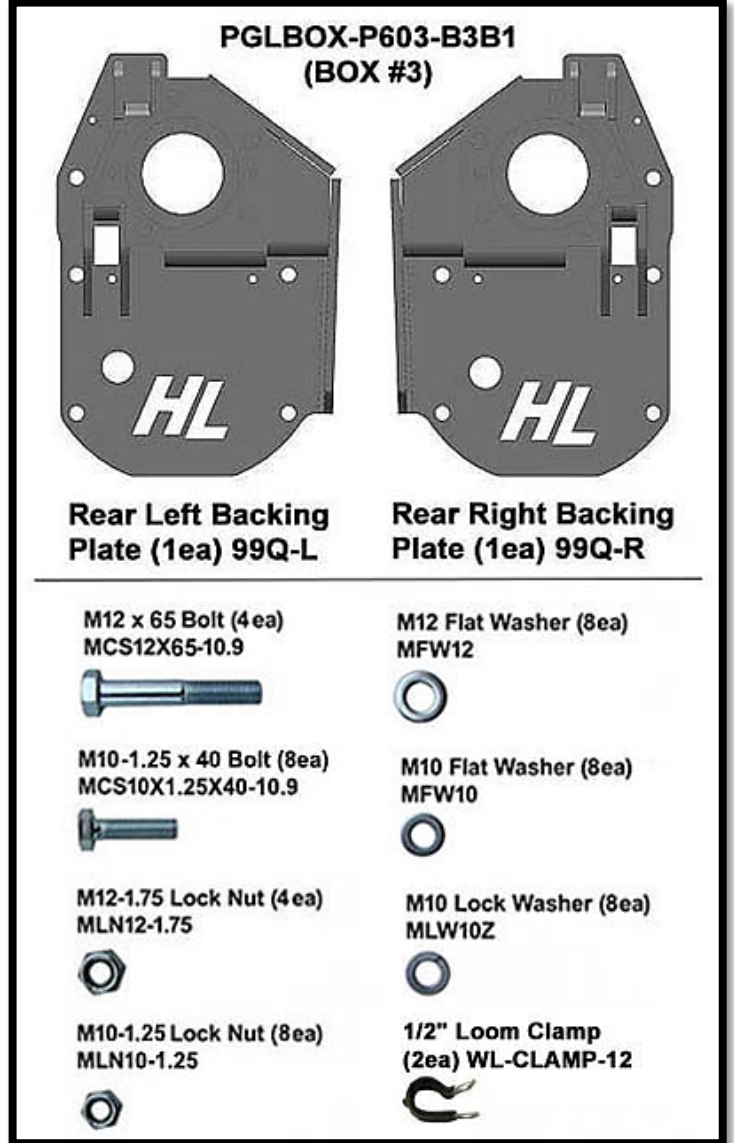 PGLBOX-P603-B3B1
(BOX #3)
HL
HL
Rear Left Backing
Plate (1ea) 99Q-L
Rear Right Backing
Plate (1ea) 99Q-R
M12 x 65 Bolt (4ea)
MCS12X65-10.9
M12 Flat Washer (8ea)
MFW12
M10-1.25 x 40 Bolt (8ea)
MCS10X1.25X40-10.9
M10 Flat Washer (8ea)
MFW10
M12-1.75 Lock Nut (4ea)
MLN12-1.75
M10 Lock Washer (8ea)
MLW10Z
M10-1.25 Lock Nut (8ea)
MLN10-1.25
1/2" Loom Clamp
(2ea) WL-CLAMP-12